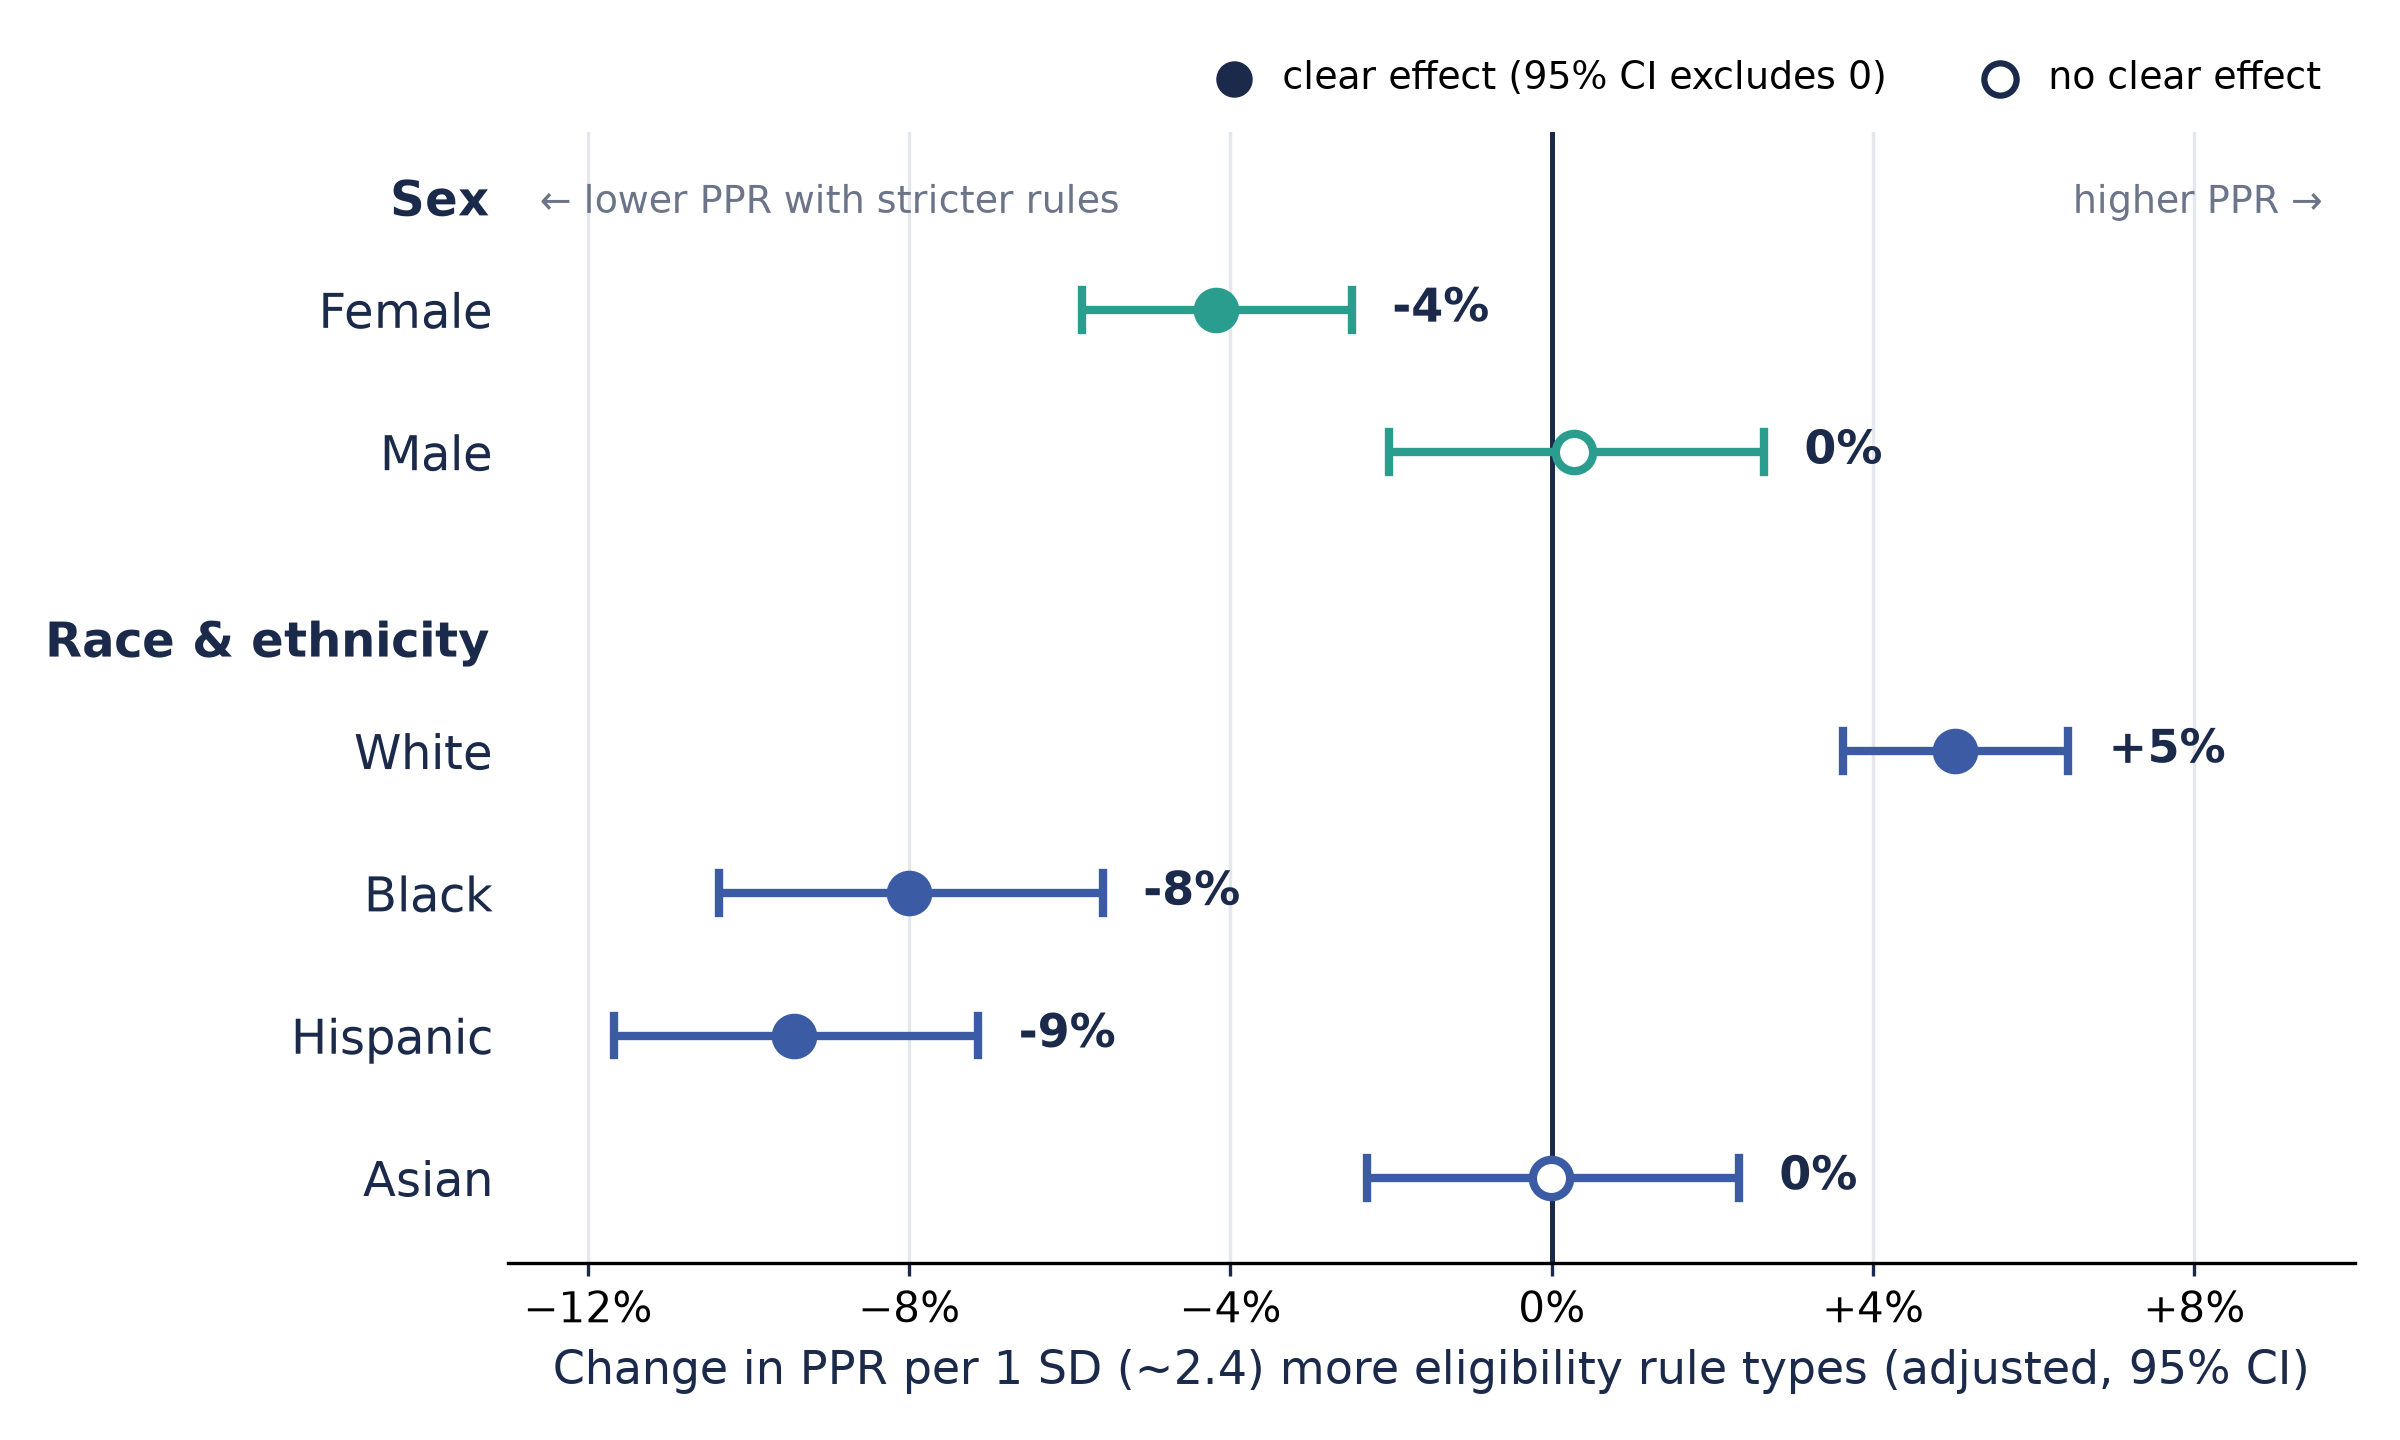 clear effect (95% CI excludes 0) no clear effect
Sex ← lower PPR with stricter rules higher PPR →
Female -4%
Male 0%
Race & ethnicity
White +5%
Black -8%
Hispanic -9%
Asian 0%
−12% −8% −4% 0% +4% +8%
Change in PPR per 1 SD (~2.4) more eligibility rule types (adjusted, 95% CI)